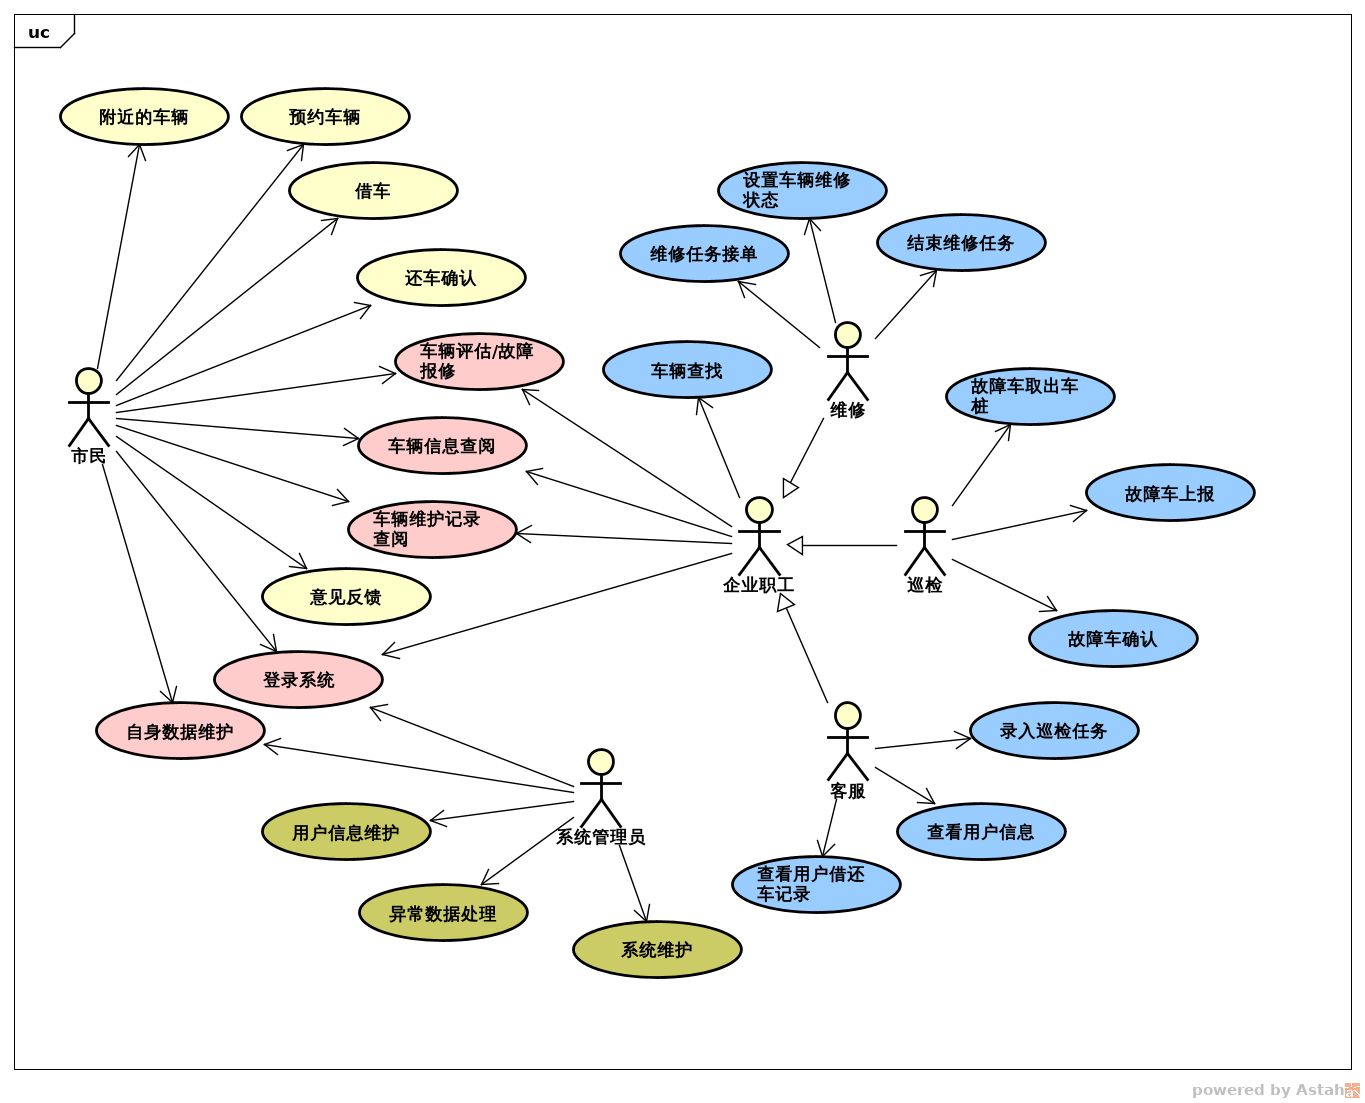 uc
附近的车辆
预约车辆
借车
设置车辆维修
状态
维修任务接单
结束维修任务
还车确认
车辆评估/故障
报修
车辆查找
故障车取出车
桩
维修
市民
车辆信息查阅
故障车上报
车辆维护记录
查阅
企业职工
巡检
意见反馈
故障车确认
登录系统
自身数据维护
录入巡检任务
客服
用户信息维护
系统管理员
查看用户信息
查看用户借还
车记录
异常数据处理
系统维护
powered by Astah